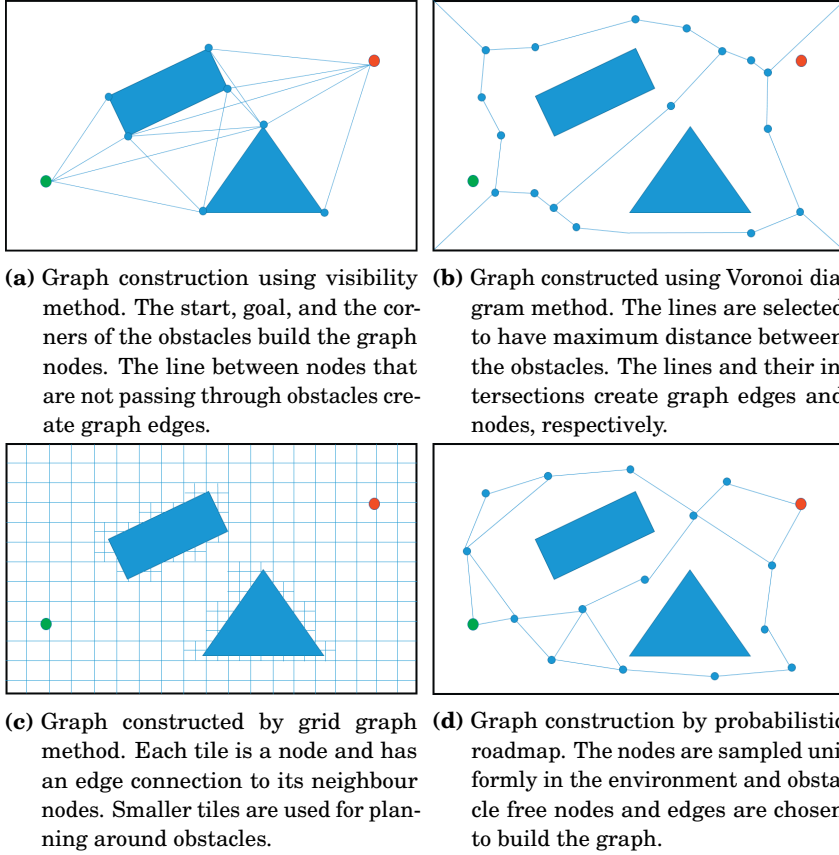 (a) Graph construction using visibility
method. The start, goal, and the cor-
ners of the obstacles build the graph
nodes. The line between nodes that
are not passing through obstacles cre-
ate graph edges.
(b) Graph constructed using Voronoi dia
gram method. The lines are selected
to have maximum distance between
the obstacles. The lines and their in
tersections create graph edges and
nodes, respectively.
(c) Graph constructed by grid graph
method. Each tile is a node and has
an edge connection to its neighbour
nodes. Smaller tiles are used for plan-
ning around obstacles.
(d) Graph construction by probabilistic
roadmap. The nodes are sampled uni
formly in the environment and obsta
cle free nodes and edges are chosen
to build the graph.